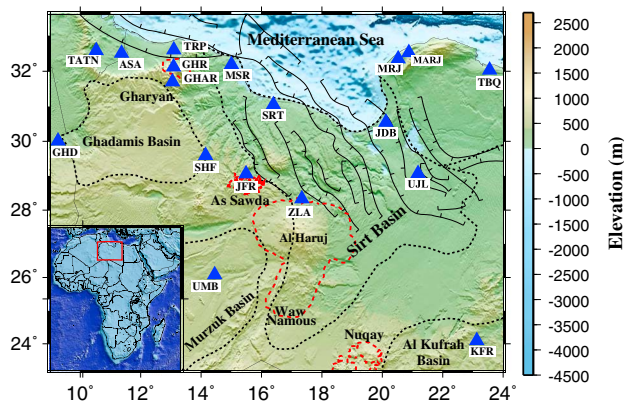 Mediterranean Sea
TATN
ASA
TRP
GHR
GHAR
MSR
MRJ
MARJ
TBQ
Gharyan
SRT
JDB
Ghadamis Basin
GHD
SHF
JFR
UJL
As Sawda
ZLA
Al-Haruj
Sirt Basin
UMB
Murzuk Basin
Waw
Namous
Nuqay
Al Kufrah
Basin
KFR
32°
30°
28°
26°
24°
10°
12°
14°
16°
18°
20°
22°
24°
2500
2000
1500
1000
500
0
-500
-1000
-1500
-2000
-2500
-3000
-3500
-4000
-4500
Elevation (m)